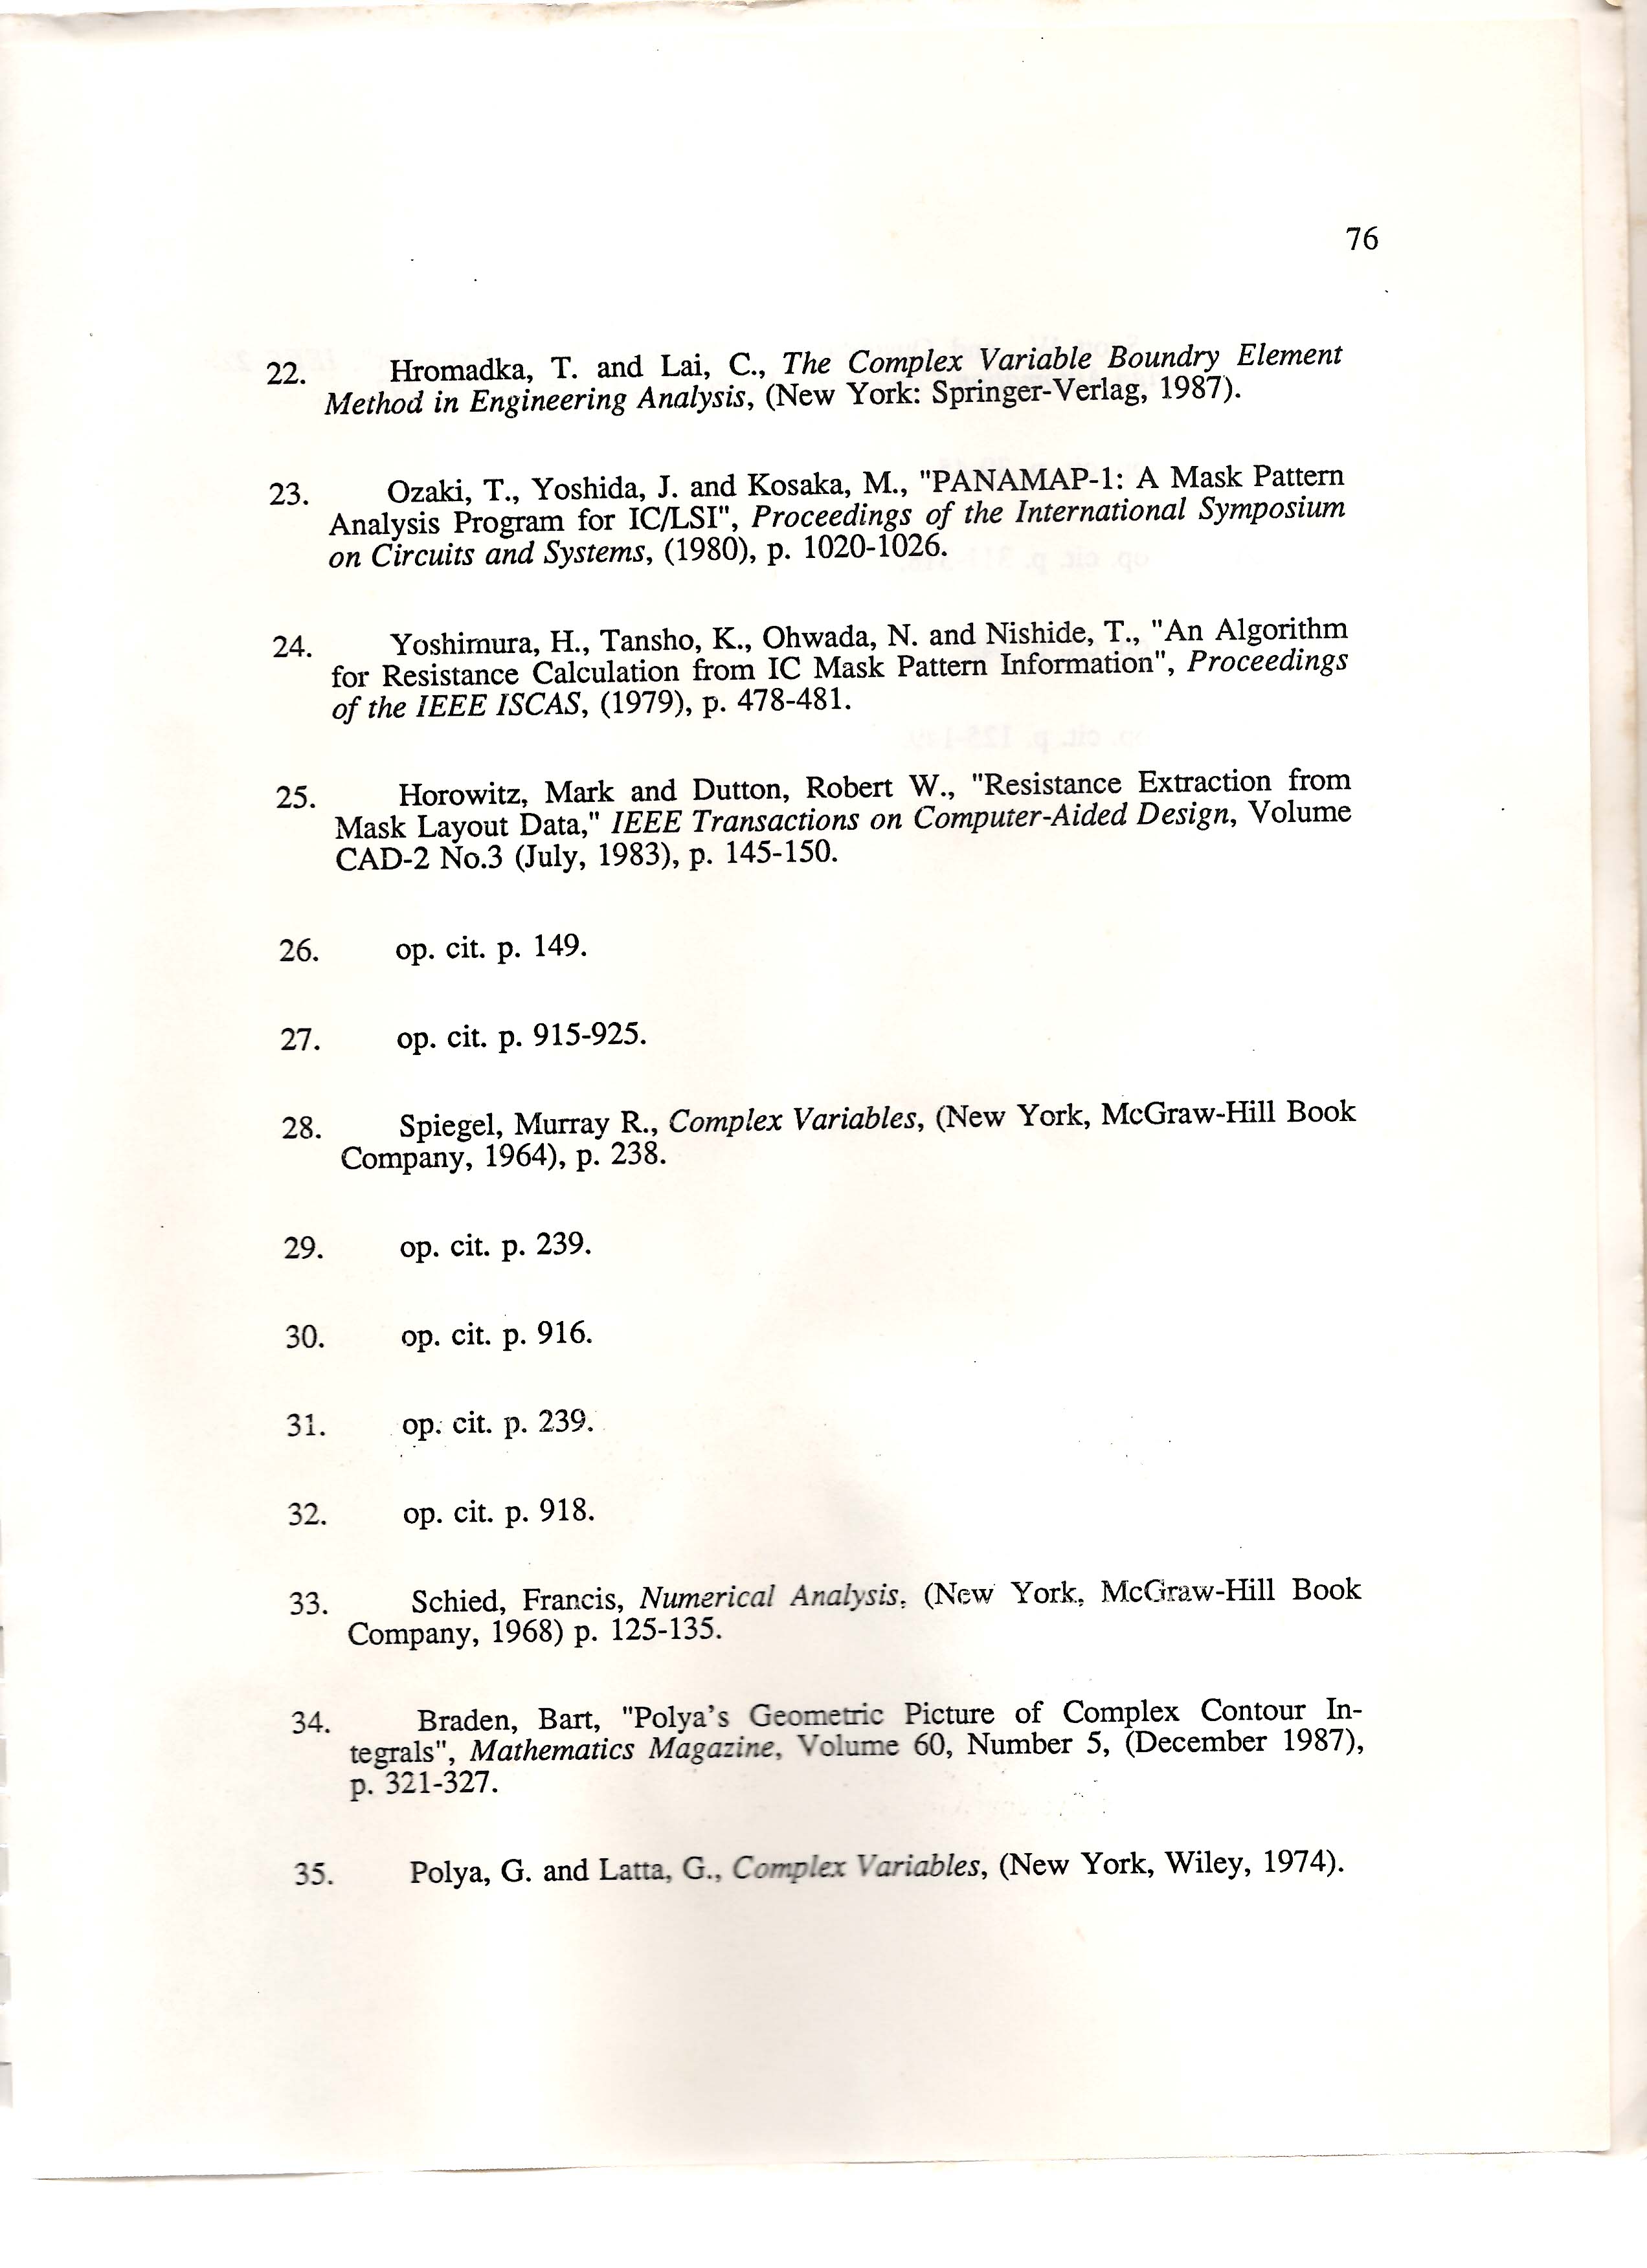 76
22. Hromadka, T. and Lai, C., The Complex Variable Boundry Element
Method in Engineering Analysis, (New York: Springer-Verlag, 1987).
23. Ozaki, T., Yoshida, J. and Kosaka, M., "PANAMAP-1: A Mask Pattern
Analysis Program for IC/LSI", Proceedings of the International Symposium
on Circuits and Systems, (1980), p. 1020-1026.
24. Yoshimura, H., Tansho, K., Ohwada, N. and Nishide, T., "An Algorithm
for Resistance Calculation from IC Mask Pattern Information", Proceedings
of the IEEE ISCAS, (1979), p. 478-481.
25. Horowitz, Mark and Dutton, Robert W., "Resistance Extraction from
Mask Layout Data," IEEE Transactions on Computer-Aided Design, Volume
CAD-2 No.3 (July, 1983), p. 145-150.
26. op. cit. p. 149.
27. op. cit. p. 915-925.
28. Spiegel, Murray R., Complex Variables, (New York, McGraw-Hill Book
Company, 1964), p. 238.
29. op. cit. p. 239.
30. op. cit. p. 916.
31. op. cit. p. 239.
32. op. cit. p. 918.
33. Schied, Francis, Numerical Analysis, (New York, McGraw-Hill Book
Company, 1968) p. 125-135.
34. Braden, Bart, "Polya's Geometric Picture of Complex Contour In-
tegrals", Mathematics Magazine, Volume 60, Number 5, (December 1987),
p. 321-327.
35. Polya, G. and Latta, G., Complex Variables, (New York, Wiley, 1974).